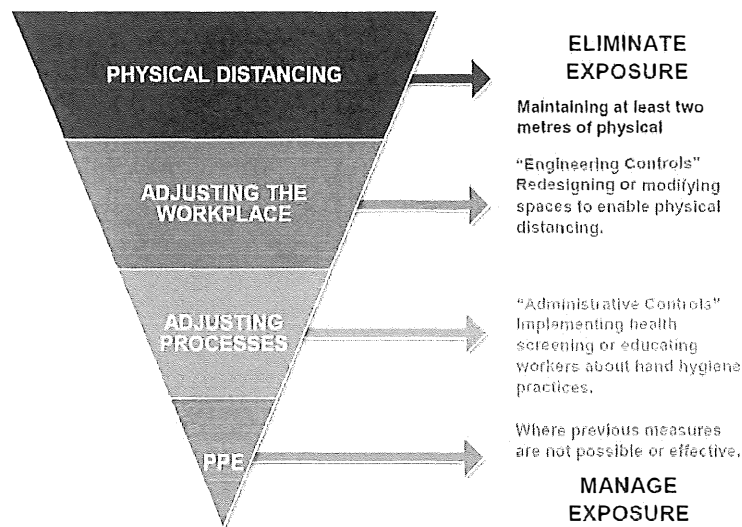 PHYSICAL DISTANCING
ELIMINATE
EXPOSURE
Maintaining at least two
metres of physical
ADJUSTING THE
WORKPLACE
"Engineering Controls"
Redesigning or modifying
spaces to enable physical
distancing.
ADJUSTING
PROCESSES
"Administrative Controls"
Implementing health
screening or educating
workers about hand hygiene
practices.
PPE
Where previous measures
are not possible or effective.
MANAGE
EXPOSURE